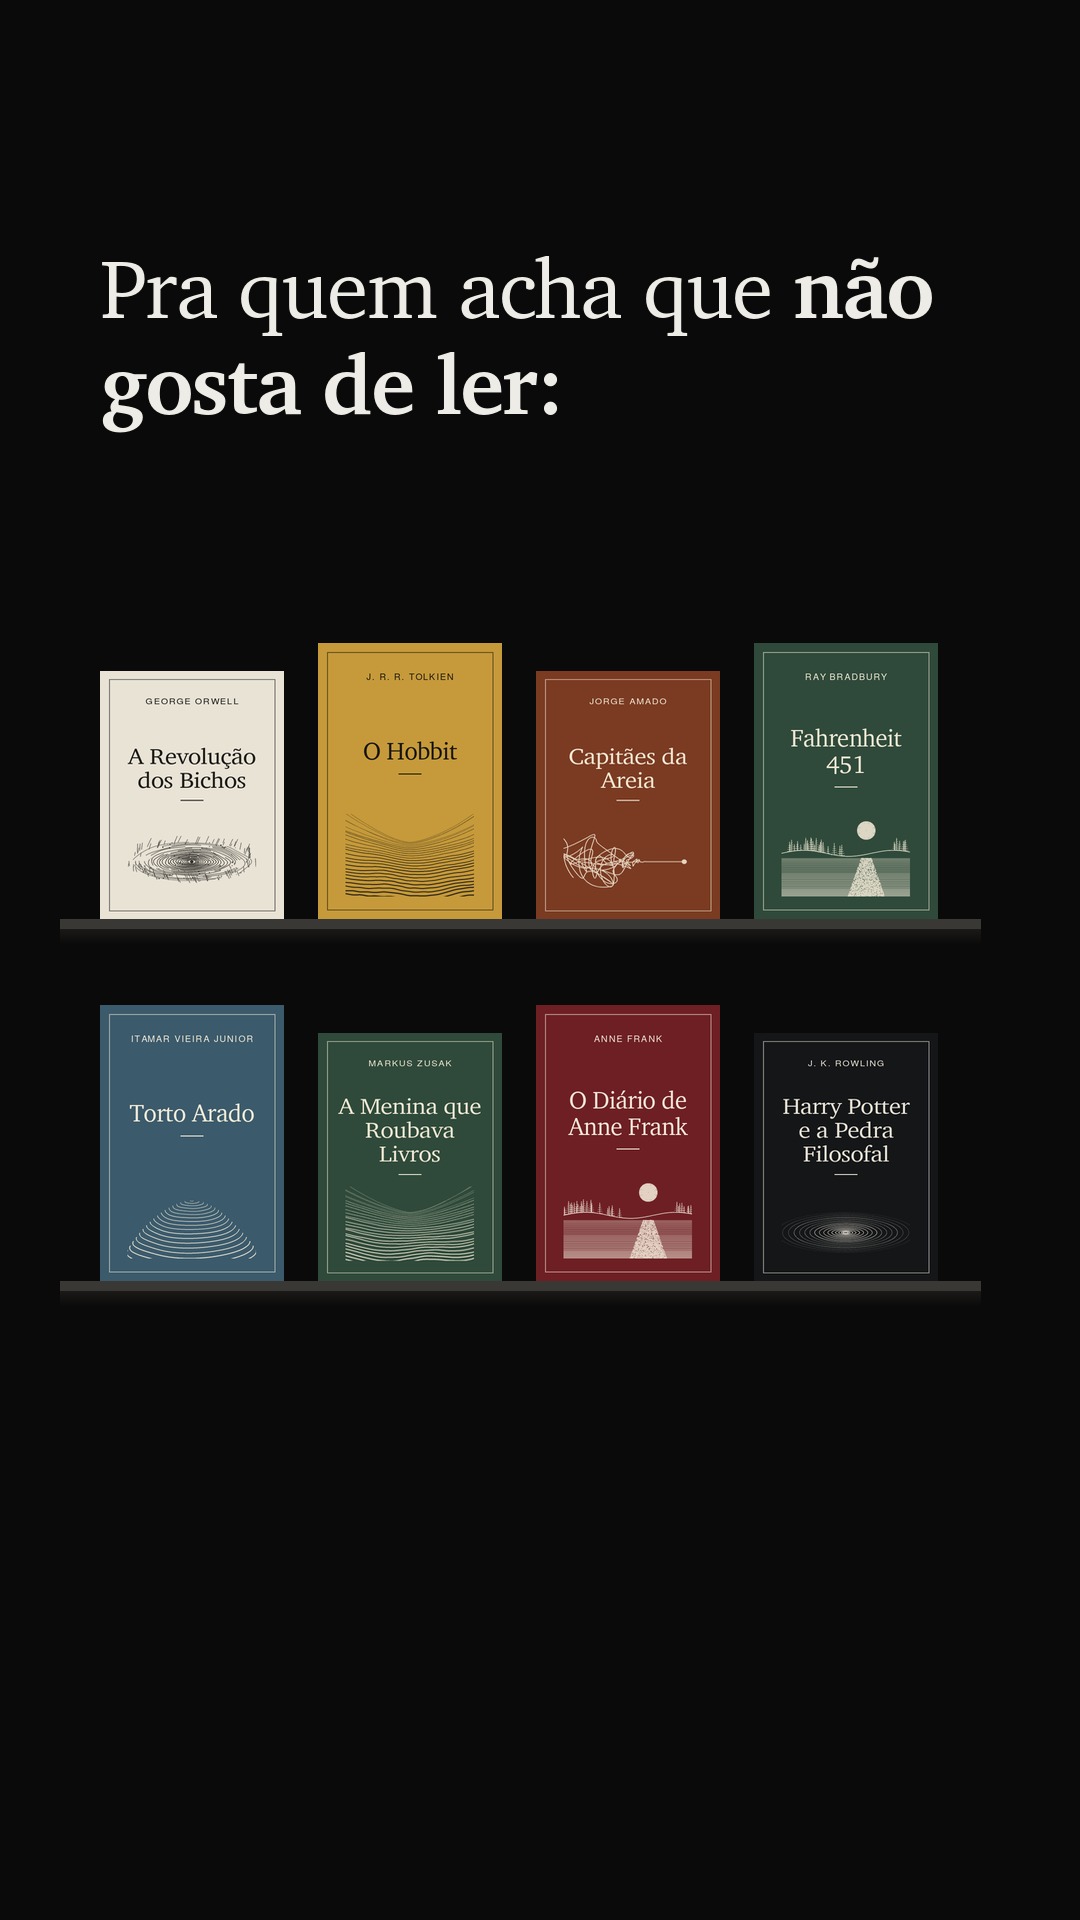 Pra quem acha que não
gosta de ler:
GEORGE ORWELL
A Revolução
dos Bichos
J. R. R. TOLKIEN
O Hobbit
JORGE AMADO
Capitães da
Areia
RAY BRADBURY
Fahrenheit
451
ITAMAR VIEIRA JUNIOR
Torto Arado
MARKUS ZUSAK
A Menina que
Roubava
Livros
ANNE FRANK
O Diário de
Anne Frank
J. K. ROWLING
Harry Potter
e a Pedra
Filosofal